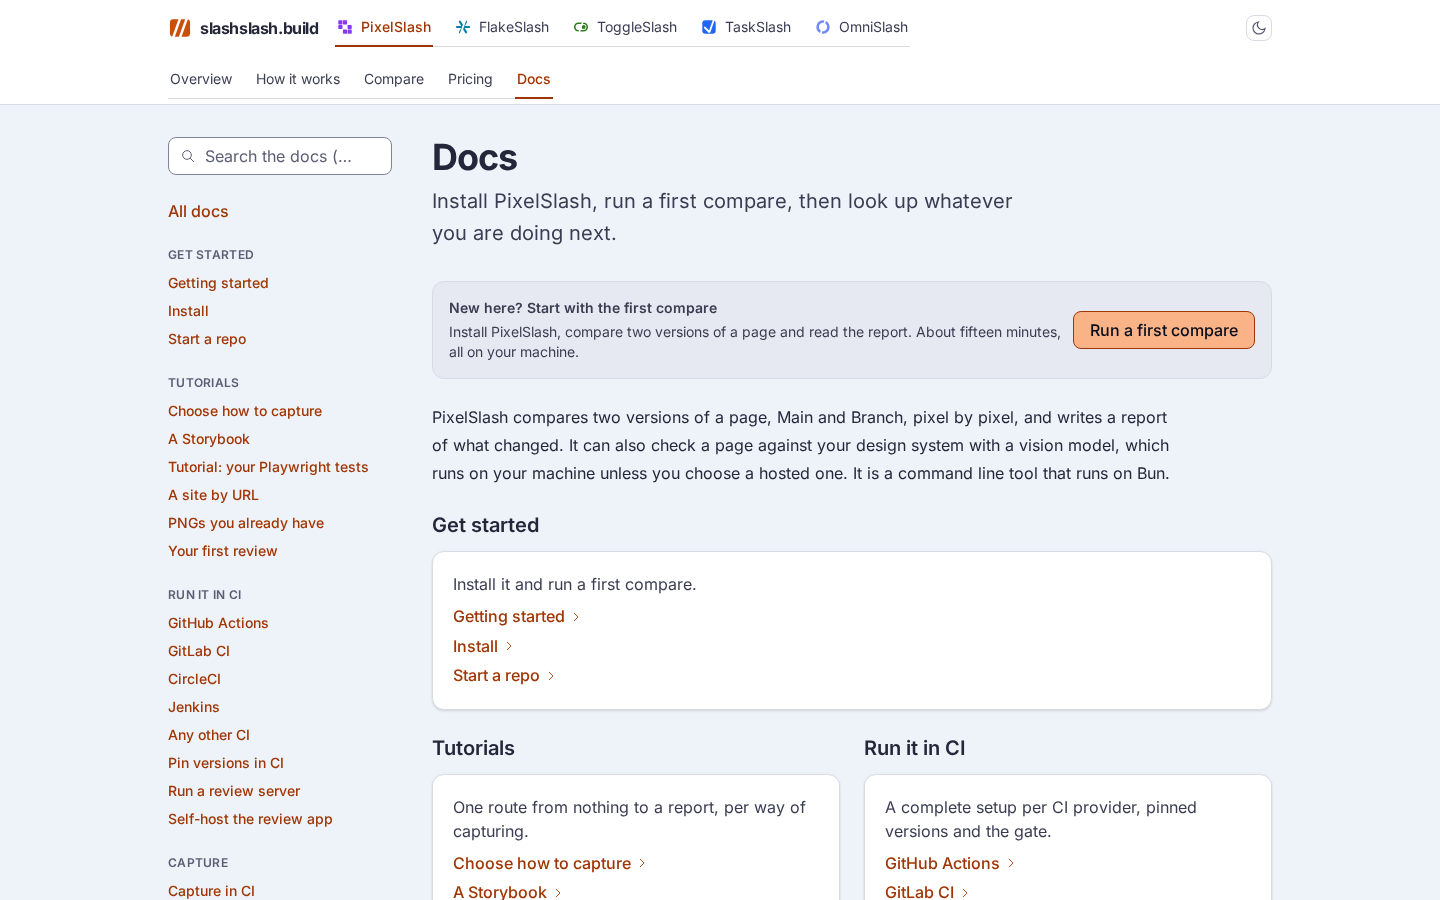 slashslash.build
PixelSlash
FlakeSlash
ToggleSlash
TaskSlash
OmniSlash
Overview
How it works
Compare
Pricing
Docs
Search the docs (...
All docs
GET STARTED
Getting started
Install
Start a repo
TUTORIALS
Choose how to capture
A Storybook
Tutorial: your Playwright tests
A site by URL
PNGs you already have
Your first review
RUN IT IN CI
GitHub Actions
GitLab CI
CircleCI
Jenkins
Any other CI
Pin versions in CI
Run a review server
Self-host the review app
CAPTURE
Capture in CI
Docs
Install PixelSlash, run a first compare, then look up whatever
you are doing next.
New here? Start with the first compare
Install PixelSlash, compare two versions of a page and read the report. About fifteen minutes,
all on your machine.
Run a first compare
PixelSlash compares two versions of a page, Main and Branch, pixel by pixel, and writes a report
of what changed. It can also check a page against your design system with a vision model, which
runs on your machine unless you choose a hosted one. It is a command line tool that runs on Bun.
Get started
Install it and run a first compare.
Getting started
Install
Start a repo
Tutorials
One route from nothing to a report, per way of
capturing.
Choose how to capture
A Storybook
Run it in CI
A complete setup per CI provider, pinned
versions and the gate.
GitHub Actions
GitLab CI